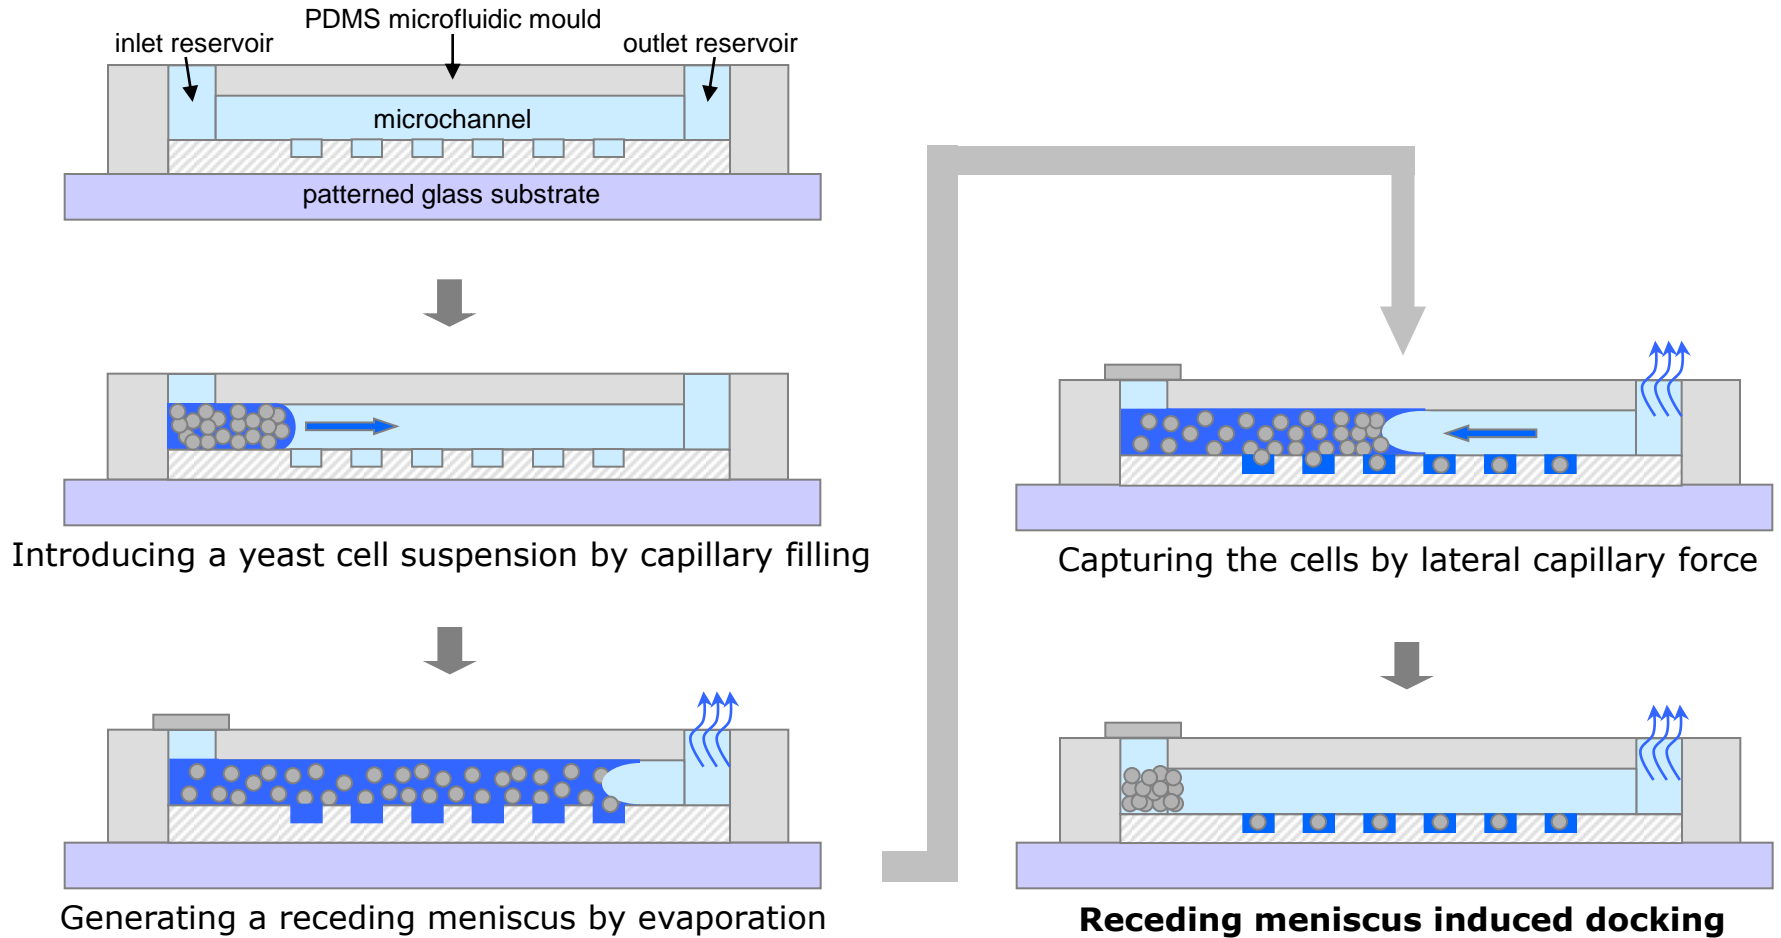 PDMS microfluidic mould
inlet reservoir
outlet reservoir
microchannel
patterned glass substrate
Introducing a yeast cell suspension by capillary filling
Generating a receding meniscus by evaporation
Capturing the cells by lateral capillary force
Receding meniscus induced docking